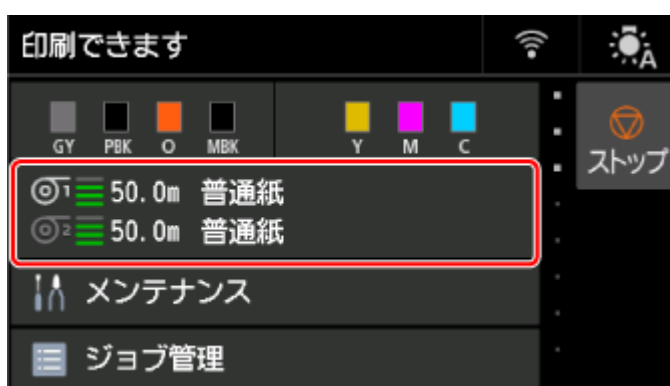 印刷できます
A
GY PBK O MBK Y M C
ストップ
1 50.0m 普通紙
2 50.0m 普通紙
メンテナンス
ジョブ管理